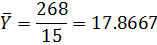 Ȳ = 268/15 = 17.8667